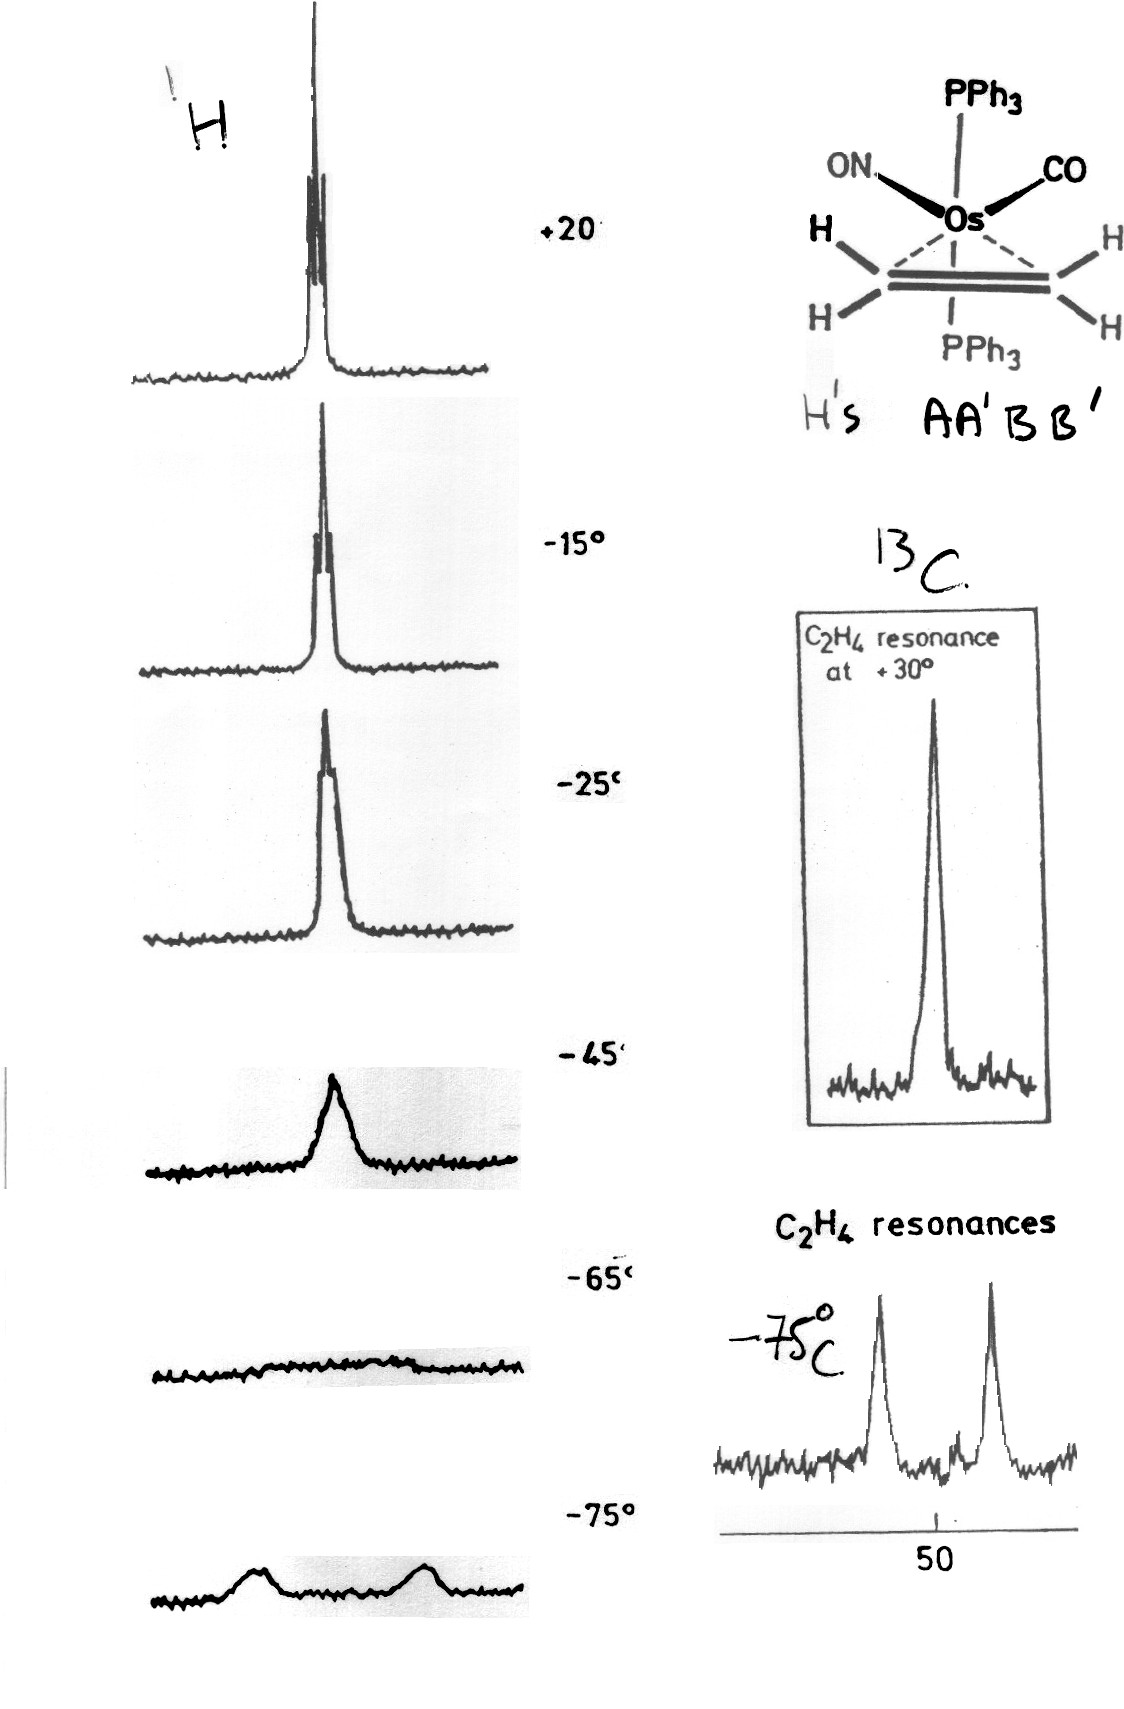 ¹H
+20
-15°
-25°
-45
-65
-75°
PPh₃
ON CO
Os
H H
H H
PPh₃
H's AA'BB'
¹³C.
C₂H₄ resonance
at +30°
C₂H₄ resonances
-75°C.
50